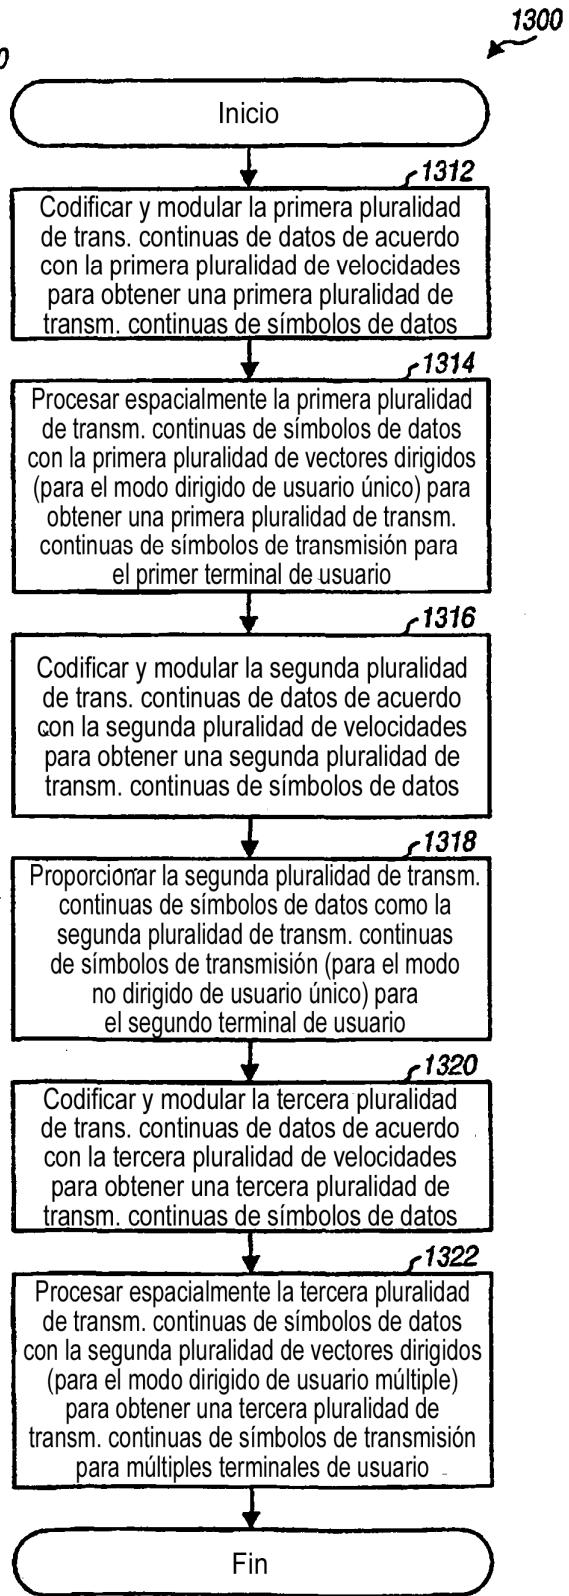 1300
0
Inicio
1312
Codificar y modular la primera pluralidad
de trans. continuas de datos de acuerdo
con la primera pluralidad de velocidades
para obtener una primera pluralidad de
transm. continuas de símbolos de datos
1314
Procesar espacialmente la primera pluralidad
de transm. continuas de símbolos de datos
con la primera pluralidad de vectores dirigidos
(para el modo dirigido de usuario único) para
obtener una primera pluralidad de transm.
continuas de símbolos de transmisión para
el primer terminal de usuario
1316
Codificar y modular la segunda pluralidad
de trans. continuas de datos de acuerdo
con la segunda pluralidad de velocidades
para obtener una segunda pluralidad de
transm. continuas de símbolos de datos
1318
Proporcionar la segunda pluralidad de transm.
continuas de símbolos de datos como la
segunda pluralidad de transm. continuas
de símbolos de transmisión (para el modo
no dirigido de usuario único) para
el segundo terminal de usuario
1320
Codificar y modular la tercera pluralidad
de trans. continuas de datos de acuerdo
con la tercera pluralidad de velocidades
para obtener una tercera pluralidad de
transm. continuas de símbolos de datos
1322
Procesar espacialmente la tercera pluralidad
de transm. continuas de símbolos de datos
con la segunda pluralidad de vectores dirigidos
(para el modo dirigido de usuario múltiple)
para obtener una tercera pluralidad de
transm. continuas de símbolos de transmisión
para múltiples terminales de usuario
Fin